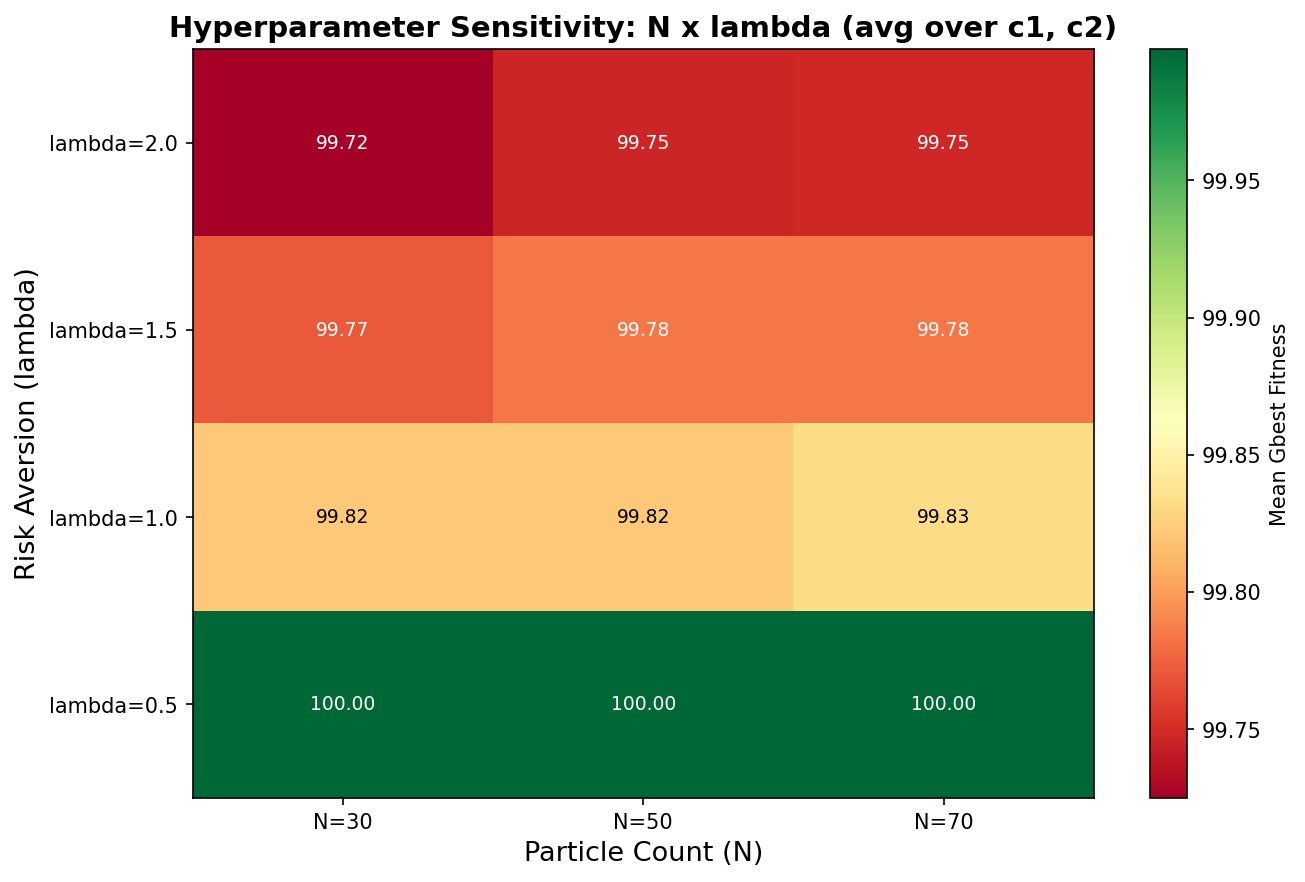 Hyperparameter Sensitivity: N x lambda (avg over c1, c2)
Risk Aversion (lambda)
lambda=2.0
99.72 99.75 99.75
lambda=1.5
99.77 99.78 99.78
lambda=1.0
99.82 99.82 99.83
lambda=0.5
100.00 100.00 100.00
N=30 N=50 N=70
Particle Count (N)
99.95
99.90
99.85
99.80
99.75
Mean Gbest Fitness